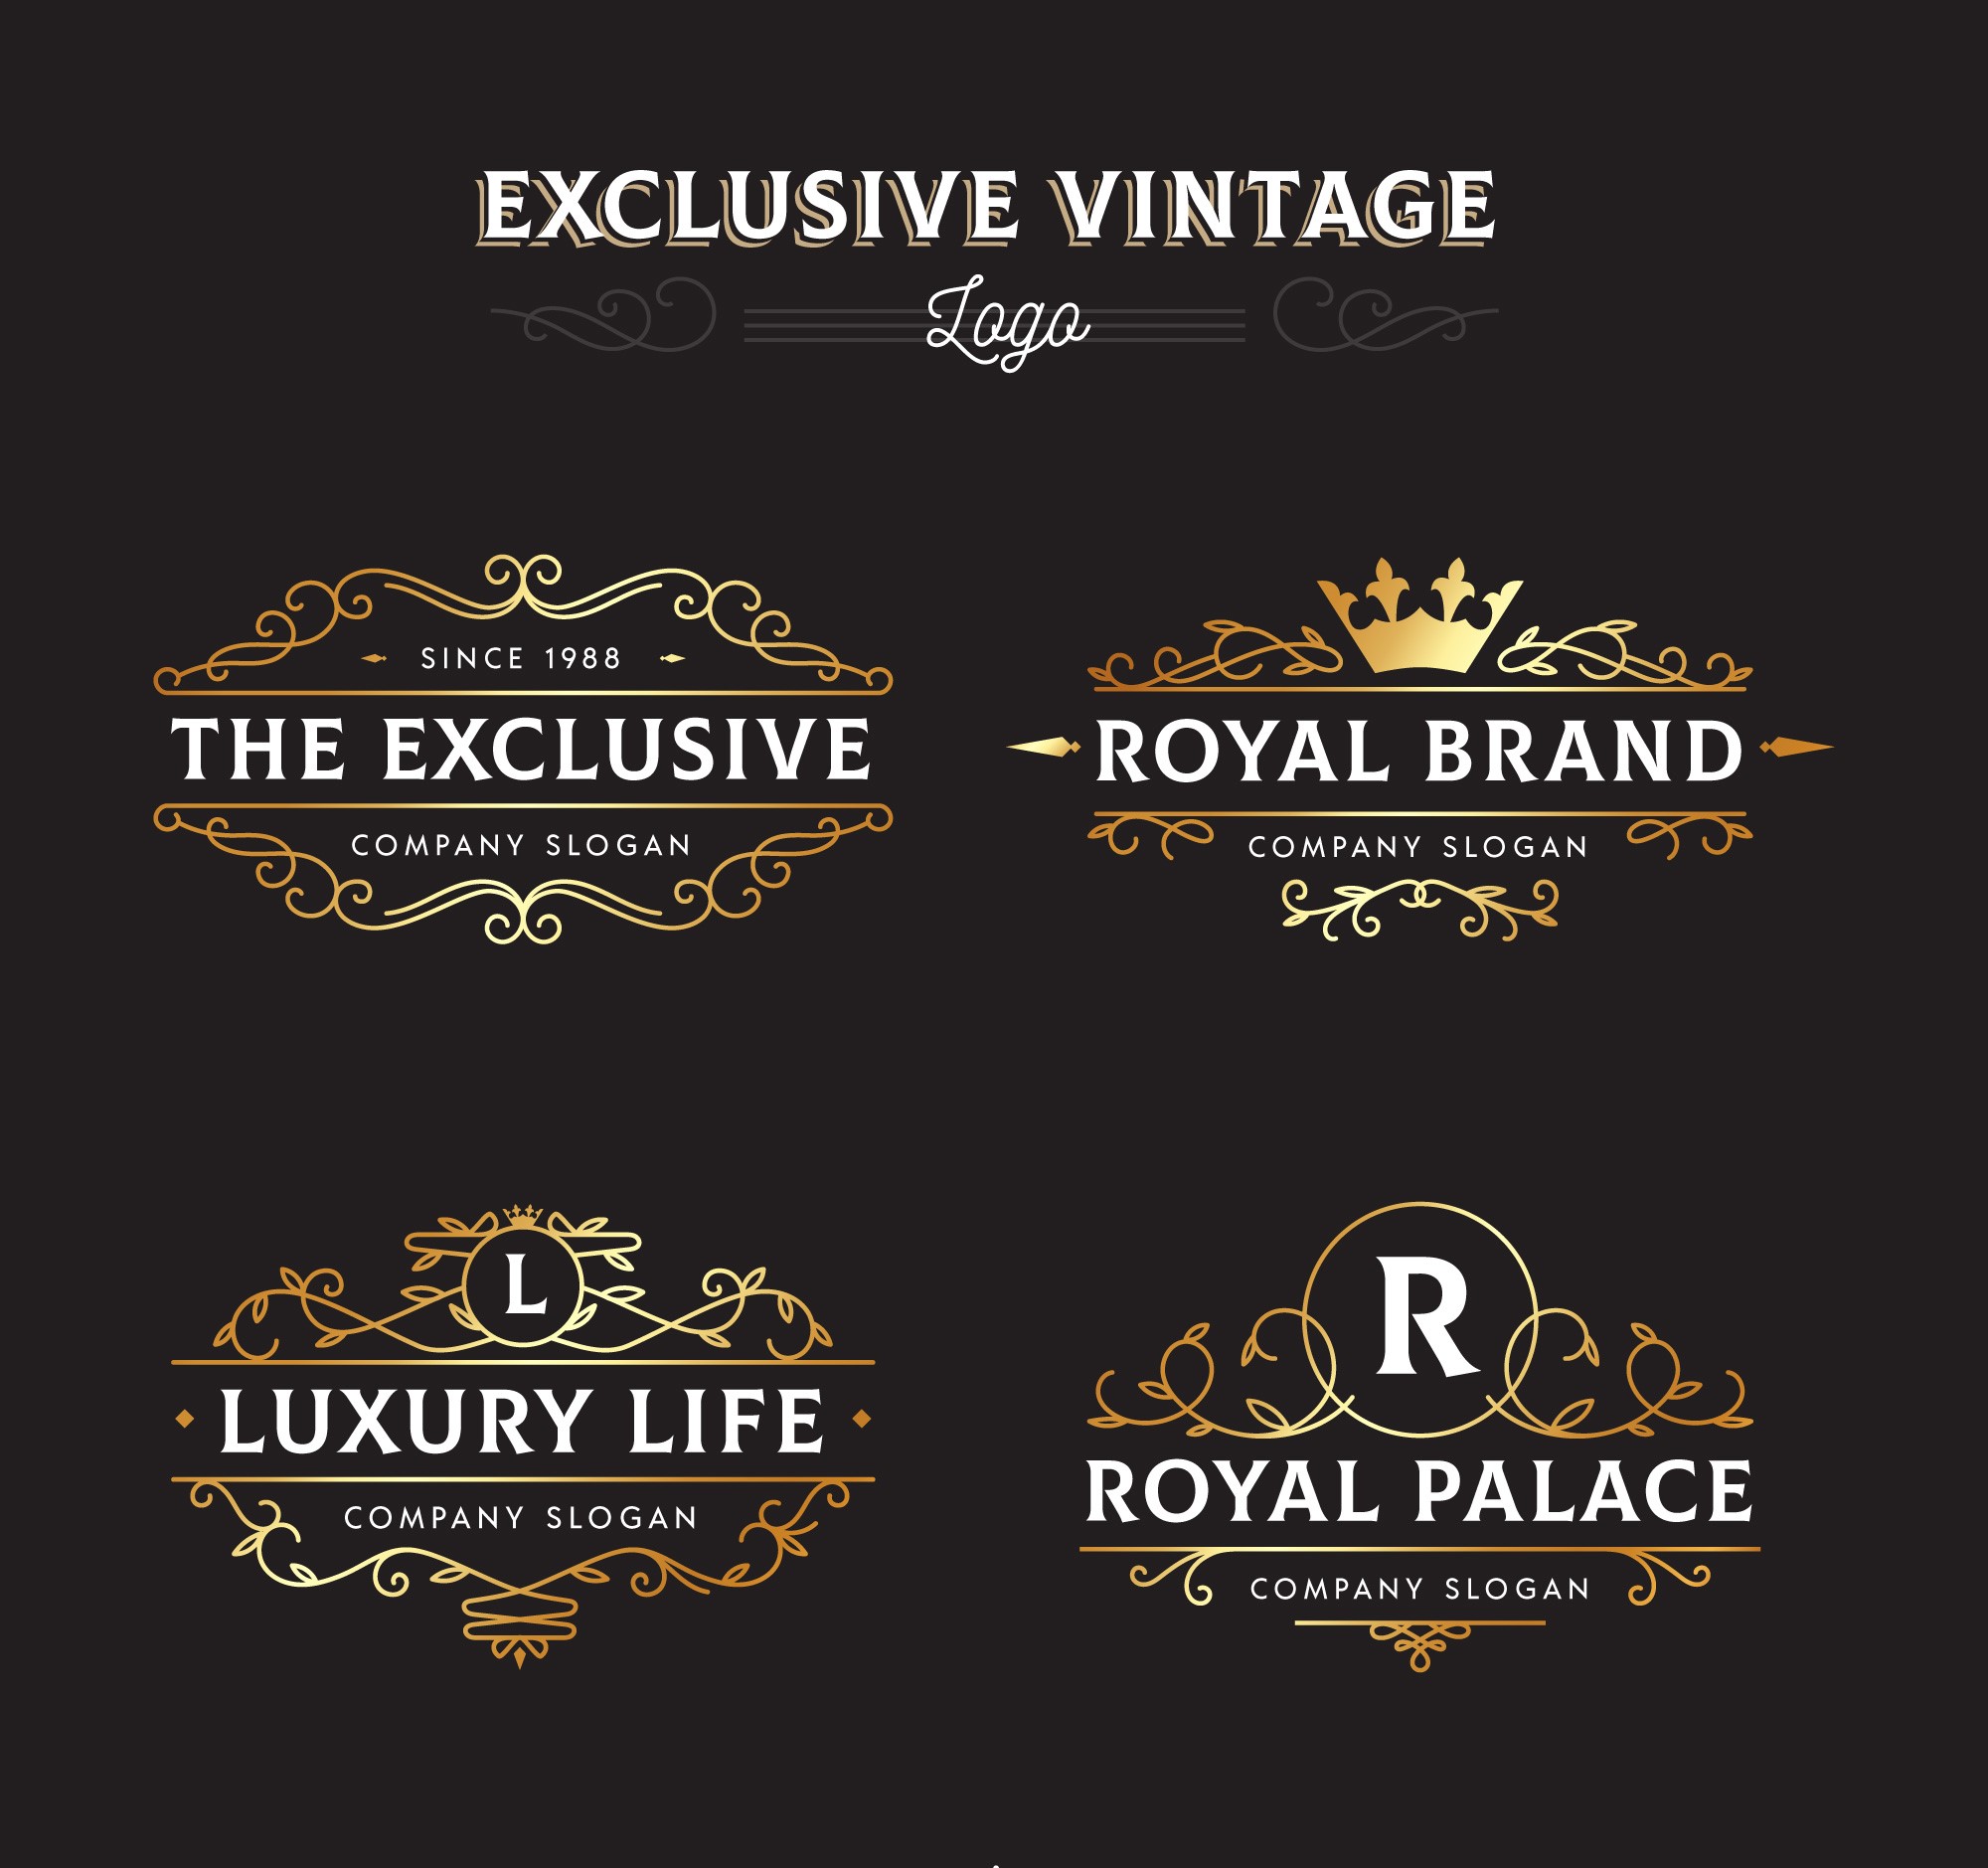 EXCLUSIVE VINTAGE
Logo
SINCE 1988
THE EXCLUSIVE
COMPANY SLOGAN
ROYAL BRAND
COMPANY SLOGAN
L
LUXURY LIFE
COMPANY SLOGAN
R
ROYAL PALACE
COMPANY SLOGAN